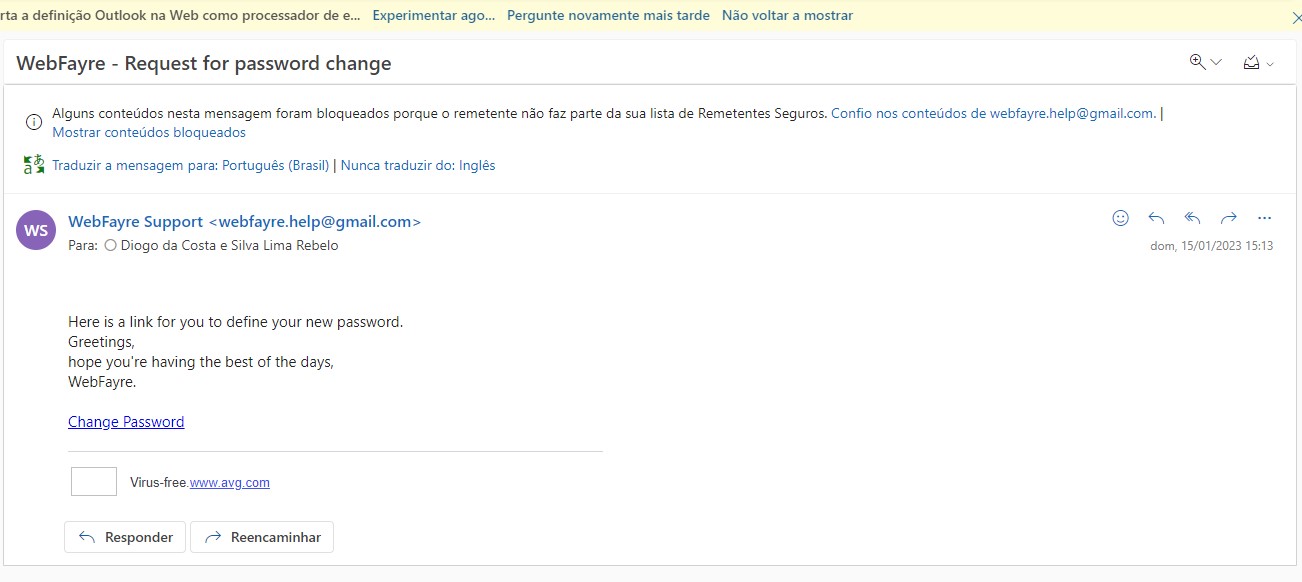 rta a definição Outlook na Web como processador de e... Experimentar ago... Pergunte novamente mais tarde Não voltar a mostrar
WebFayre - Request for password change
Alguns conteúdos nesta mensagem foram bloqueados porque o remetente não faz parte da sua lista de Remetentes Seguros. Confio nos conteúdos de webfayre.help@gmail.com. |
Mostrar conteúdos bloqueados
Traduzir a mensagem para: Português (Brasil) | Nunca traduzir do: Inglês
WS
WebFayre Support <webfayre.help@gmail.com>
Para: Diogo da Costa e Silva Lima Rebelo
dom, 15/01/2023 15:13
Here is a link for you to define your new password.
Greetings,
hope you're having the best of the days,
WebFayre.
Change Password
Virus-free.www.avg.com
Responder
Reencaminhar